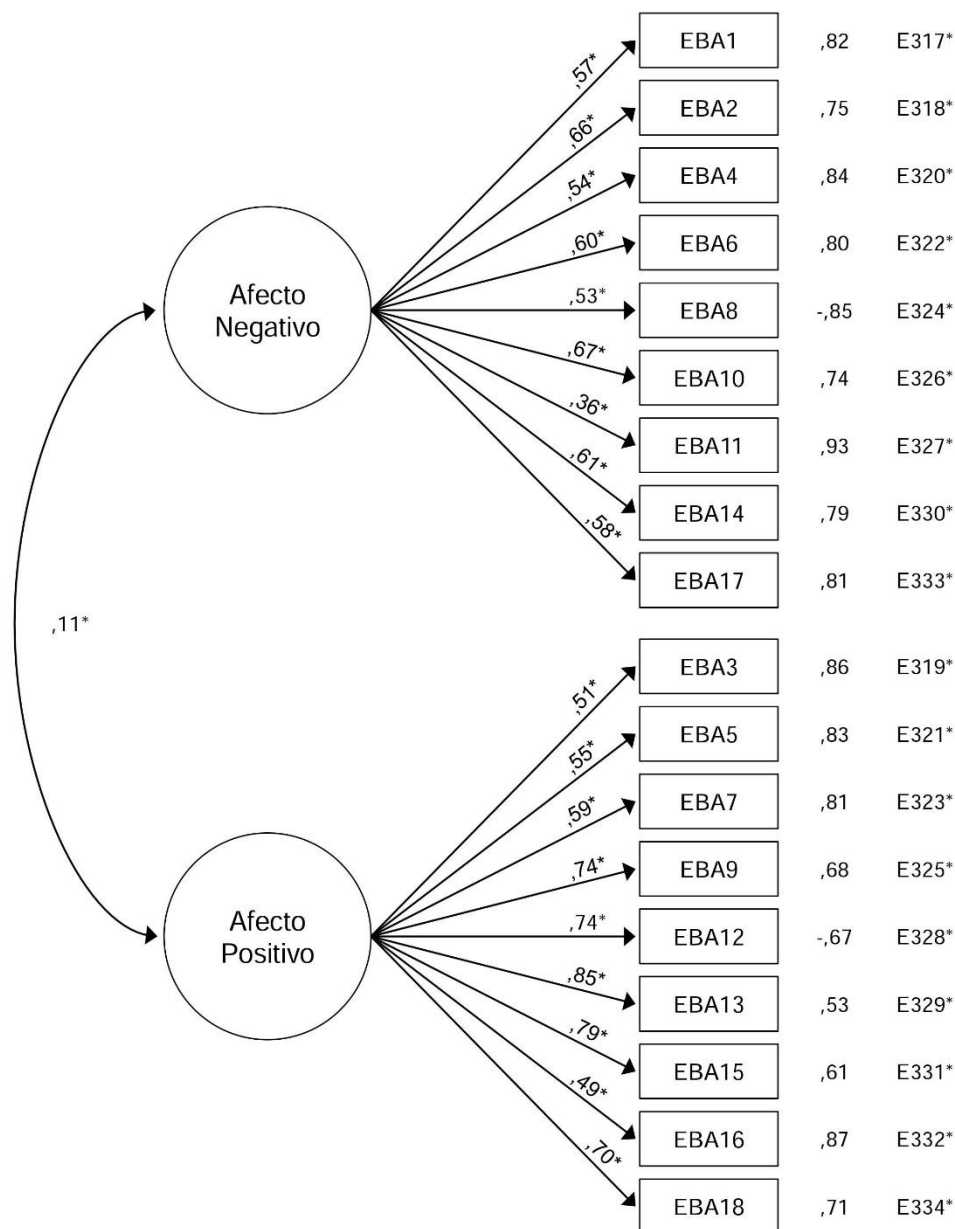 ,57* EBA1 ,82 E317*
,66* EBA2 ,75 E318*
,54* EBA4 ,84 E320*
,60* EBA6 ,80 E322*
Afecto
Negativo
,53* EBA8 -,85 E324*
,67* EBA10 ,74 E326*
,36* EBA11 ,93 E327*
,61* EBA14 ,79 E330*
,58* EBA17 ,81 E333*
,11*
,51* EBA3 ,86 E319*
,55* EBA5 ,83 E321*
,59* EBA7 ,81 E323*
,74* EBA9 ,68 E325*
Afecto
Positivo
,74* EBA12 -,67 E328*
,85* EBA13 ,53 E329*
,79* EBA15 ,61 E331*
,49* EBA16 ,87 E332*
,70* EBA18 ,71 E334*